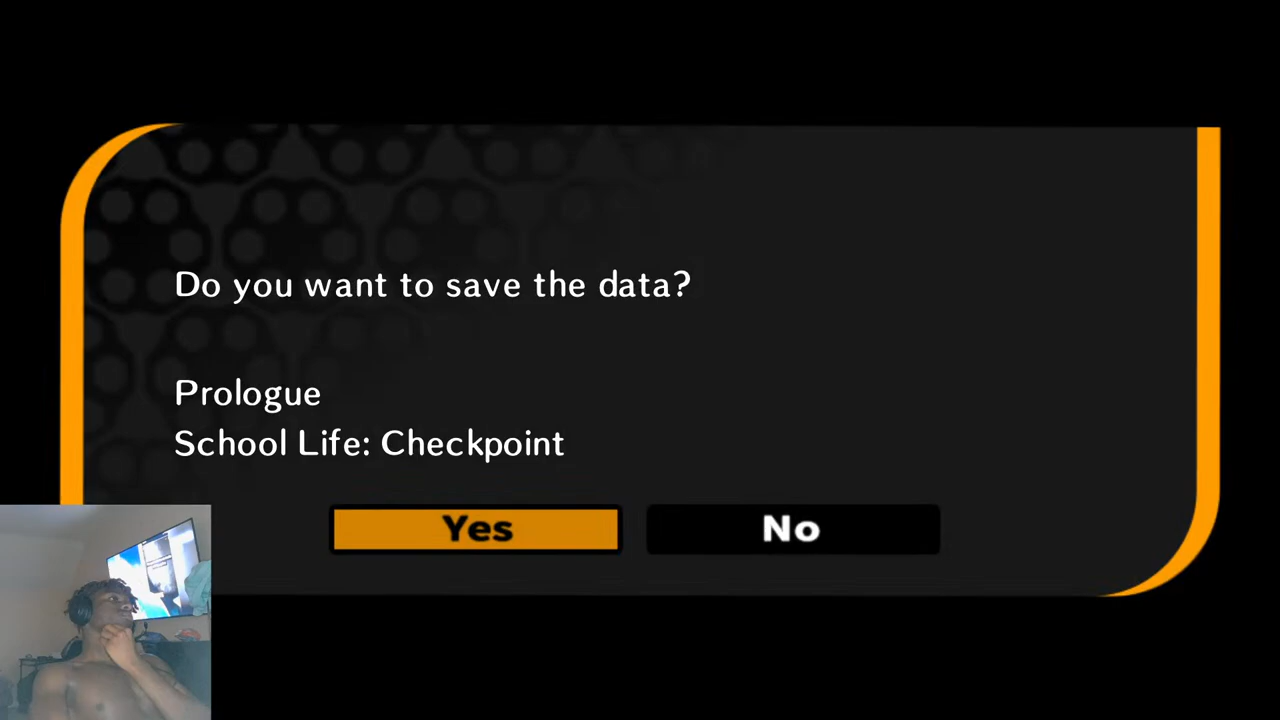 Do you want to save the data?
Prologue
School Life: Checkpoint
Yes
No